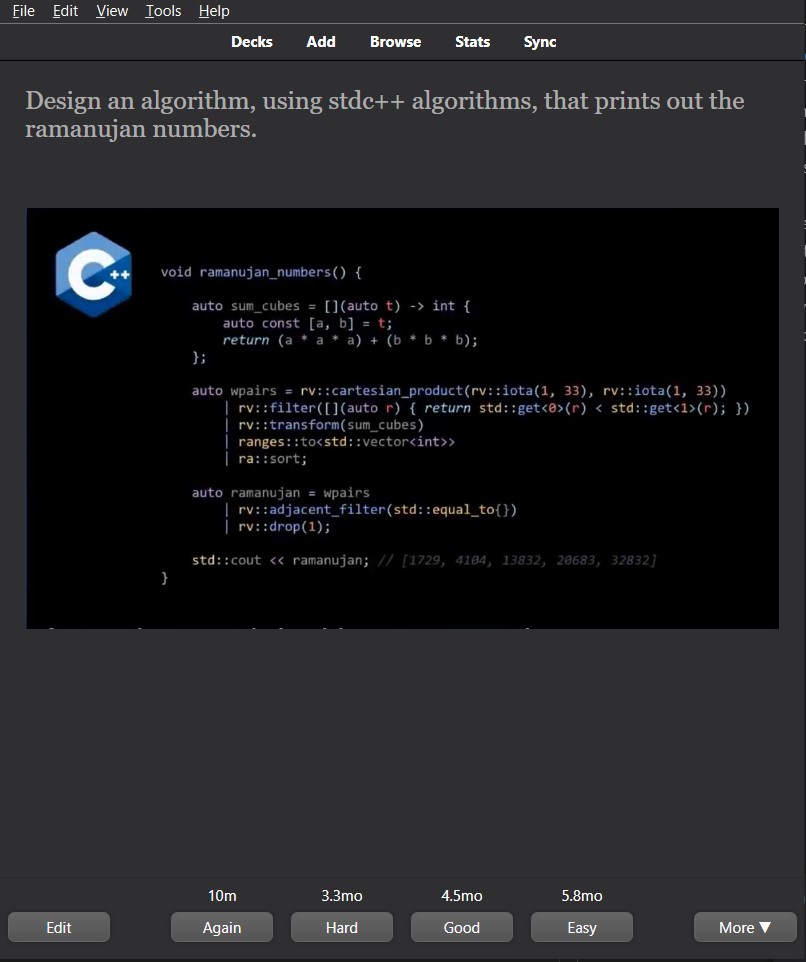 File Edit View Tools Help
Decks Add Browse Stats Sync
Design an algorithm, using stdc++ algorithms, that prints out the
ramanujan numbers.
C++
void ramanujan_numbers() {
auto sum_cubes = [](auto t) -> int {
auto const [a, b] = t;
return (a * a * a) + (b * b * b);
};
auto wpairs = rv::cartesian_product(rv::iota(1, 33), rv::iota(1, 33))
| rv::filter([](auto r) { return std::get<0>(r) < std::get<1>(r); })
| rv::transform(sum_cubes)
| ranges::to<std::vector<int>>
| ra::sort;
auto ramanujan = wpairs
| rv::adjacent_filter(std::equal_to{})
| rv::drop(1);
std::cout << ramanujan; // [1729, 4104, 13832, 20683, 32832]
}
10m 3.3mo 4.5mo 5.8mo
Edit Again Hard Good Easy More ▼